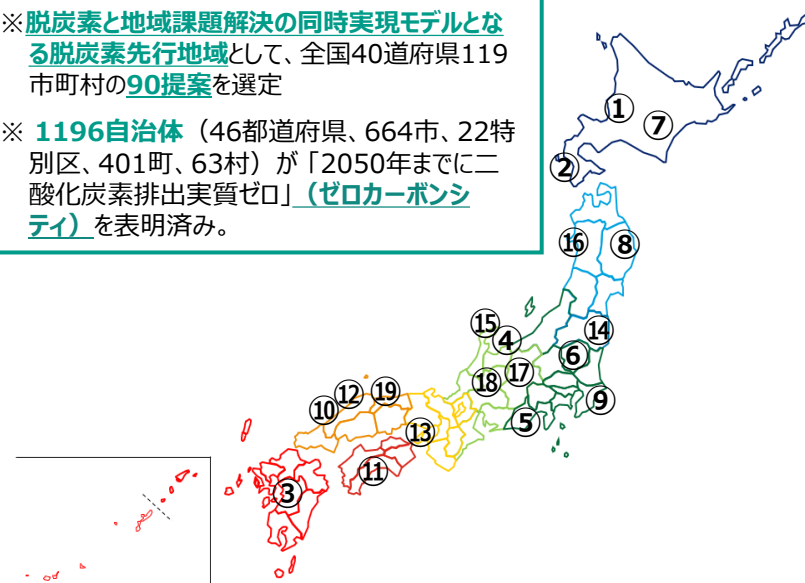 ※脱炭素と地域課題解決の同時実現モデルとな
る脱炭素先行地域として、全国40道府県119
市町村の90提案を選定
※ 1196自治体（46都道府県、664市、22特
別区、401町、63村）が「2050年までに二
酸化炭素排出実質ゼロ」（ゼロカーボンシ
ティ）を表明済み。
①
⑦
②
⑯
⑧
⑮
④
⑭
⑥
⑰
⑱
⑲
⑫
⑩
⑨
⑤
⑬
⑪
③